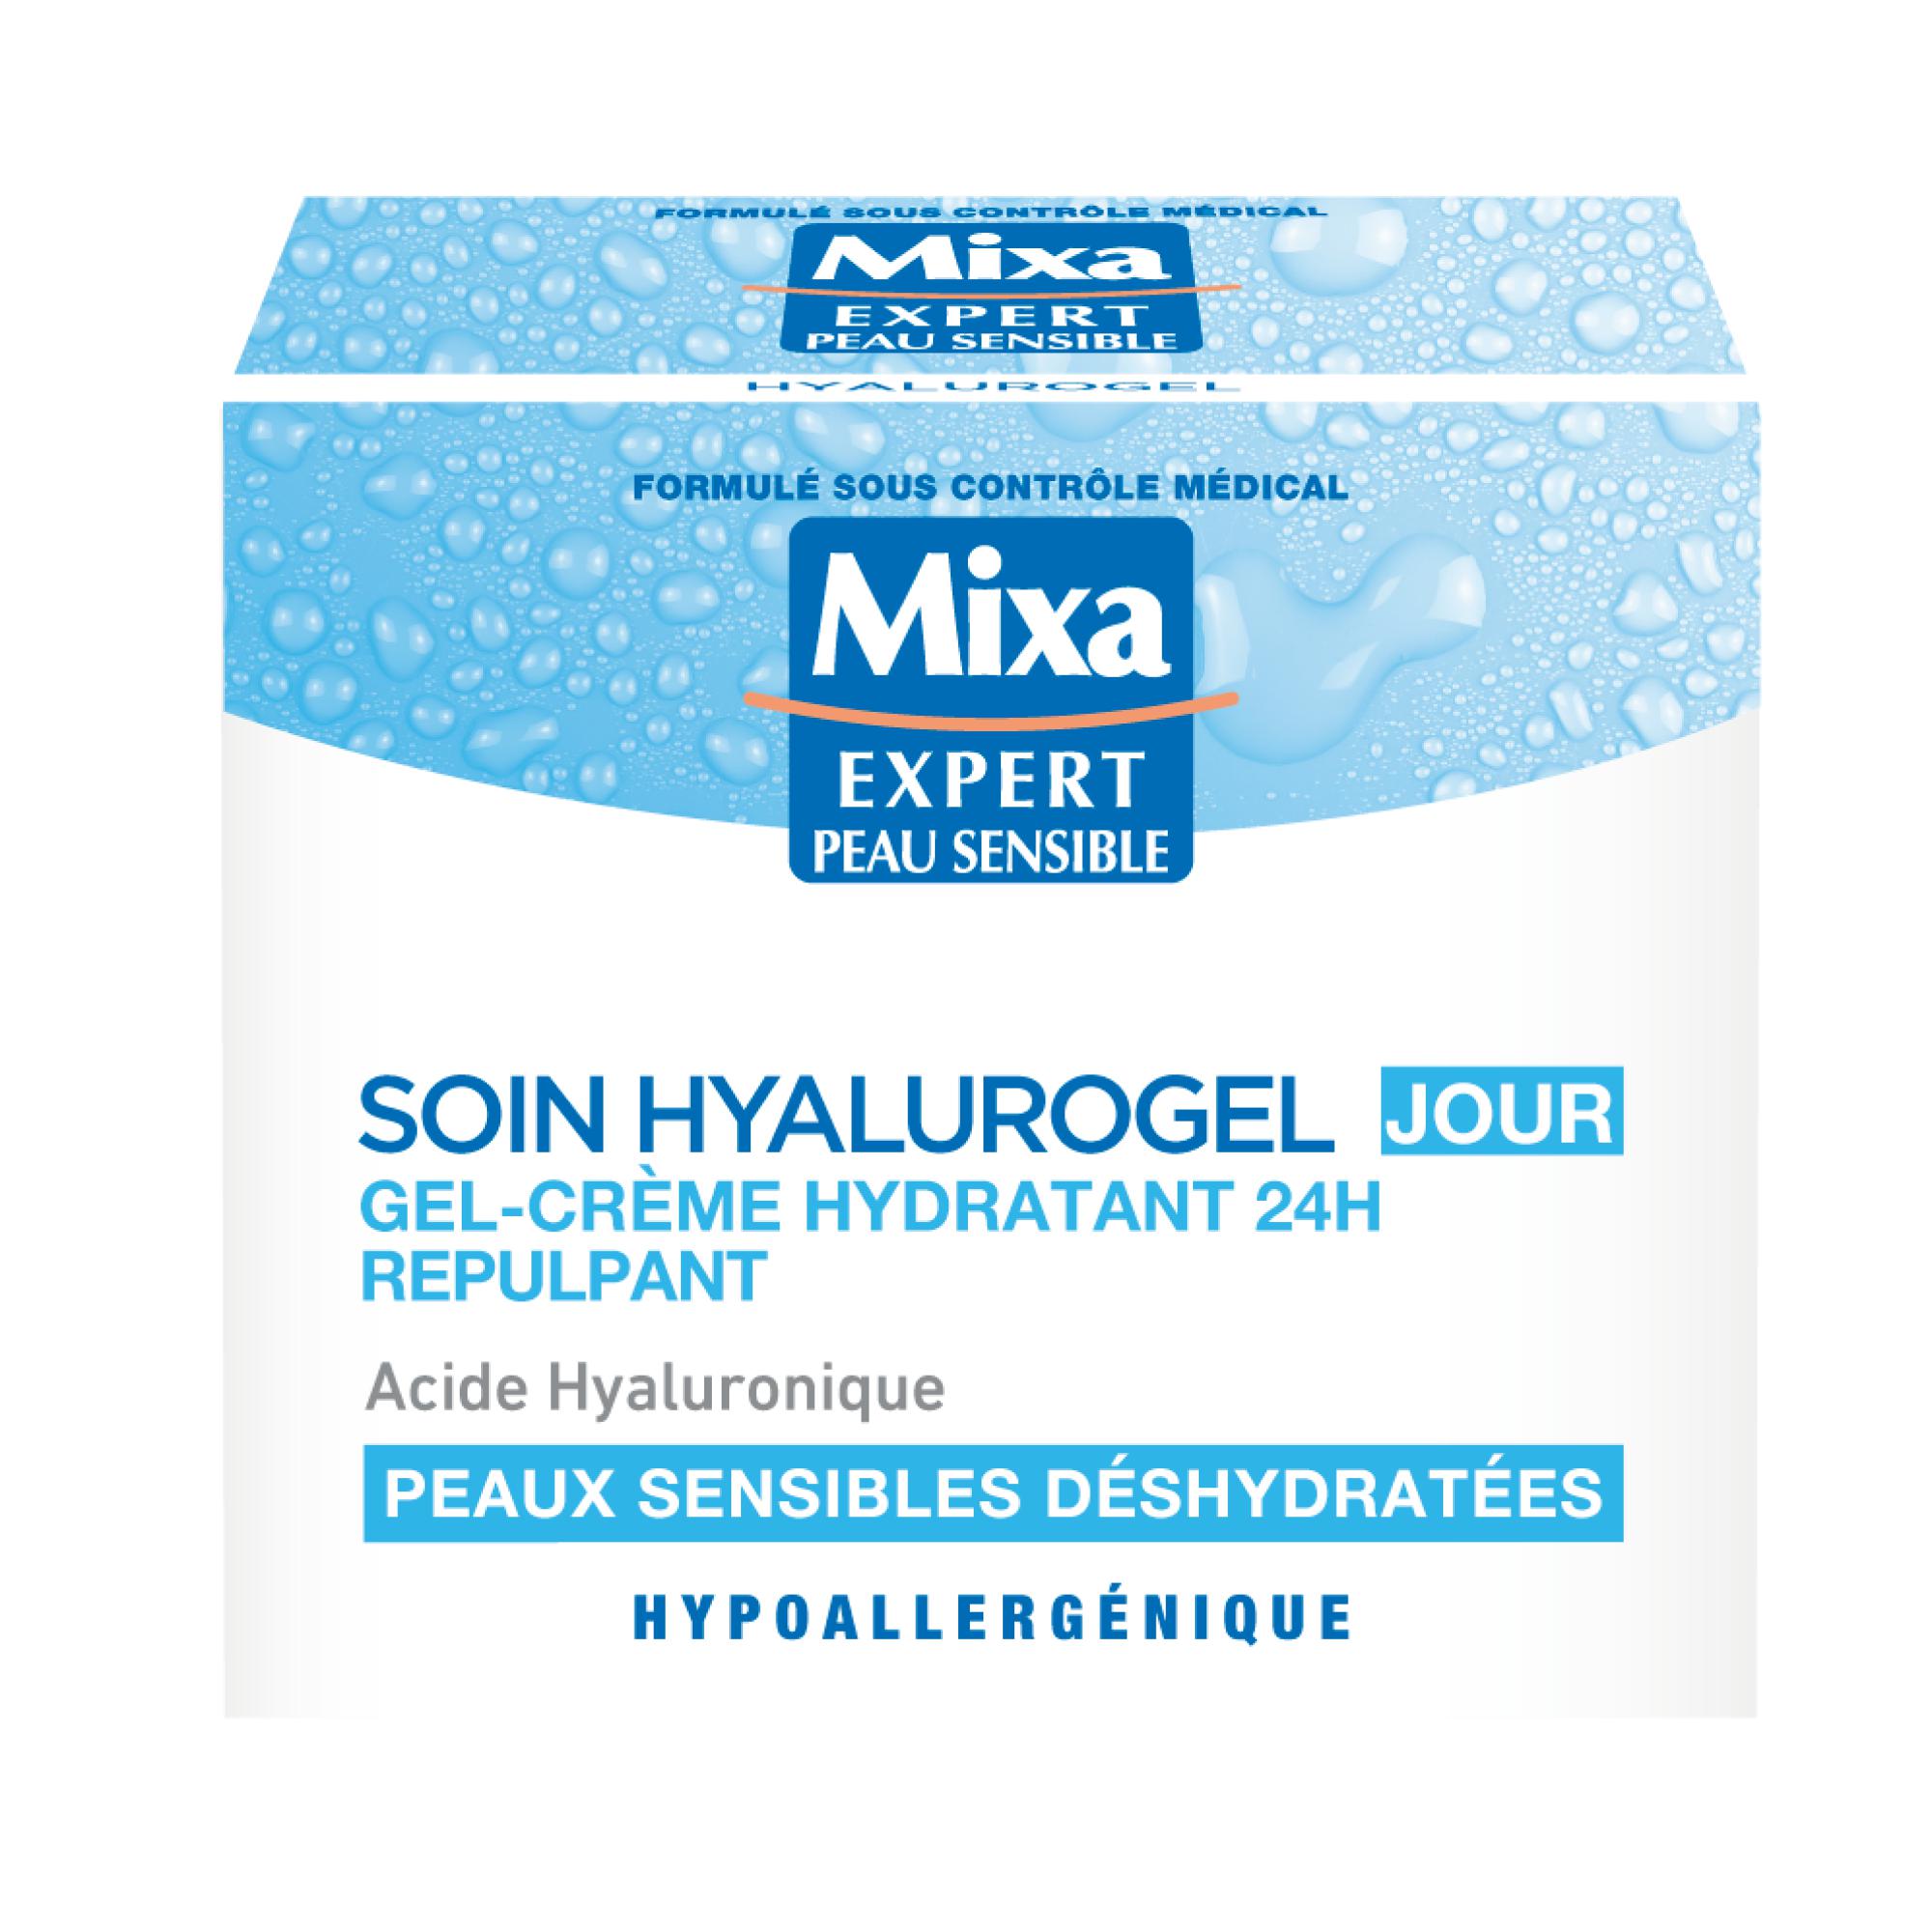 FORMULÉ SOUS CONTRÔLE MÉDICAL
Mixa
EXPERT
PEAU SENSIBLE
HYALUROGEL
FORMULÉ SOUS CONTRÔLE MÉDICAL
Mixa
EXPERT
PEAU SENSIBLE
SOIN HYALUROGEL JOUR
GEL-CRÈME HYDRATANT 24H
REPULPANT
Acide Hyaluronique
PEAUX SENSIBLES DÉSHYDRATÉES
HYPOALLERGÉNIQUE